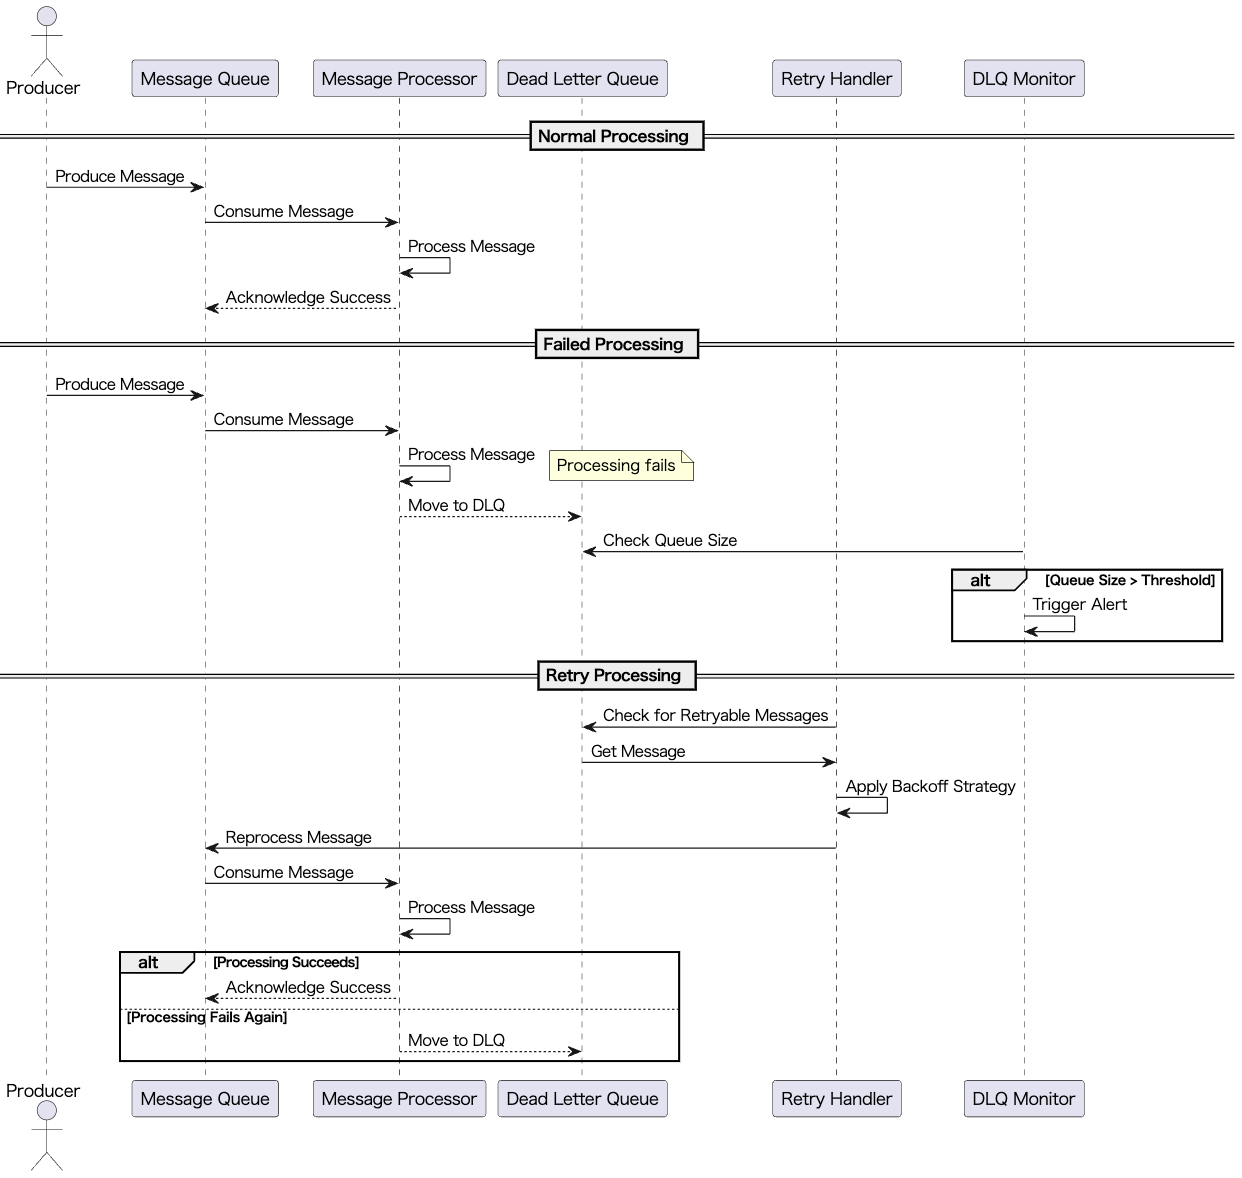 Producer
Message Queue
Message Processor
Dead Letter Queue
Retry Handler
DLQ Monitor
Normal Processing
Produce Message
Consume Message
Process Message
Acknowledge Success
Failed Processing
Produce Message
Consume Message
Process Message
Processing fails
Move to DLQ
Check Queue Size
alt
[Queue Size > Threshold]
Trigger Alert
Retry Processing
Check for Retryable Messages
Get Message
Apply Backoff Strategy
Reprocess Message
Consume Message
Process Message
alt
[Processing Succeeds]
Acknowledge Success
[Processing Fails Again]
Move to DLQ
Producer
Message Queue
Message Processor
Dead Letter Queue
Retry Handler
DLQ Monitor